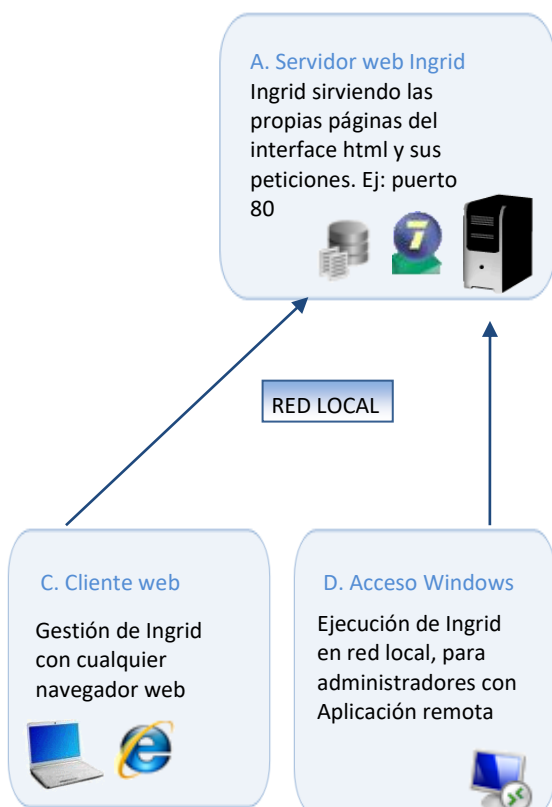 A. Servidor web Ingrid
Ingrid sirviendo las
propias páginas del
interface html y sus
peticiones. Ej: puerto
80
7
RED LOCAL
C. Cliente web
Gestión de Ingrid
con cualquier
navegador web
D. Acceso Windows
Ejecución de Ingrid
en red local, para
administradores con
Aplicación remota